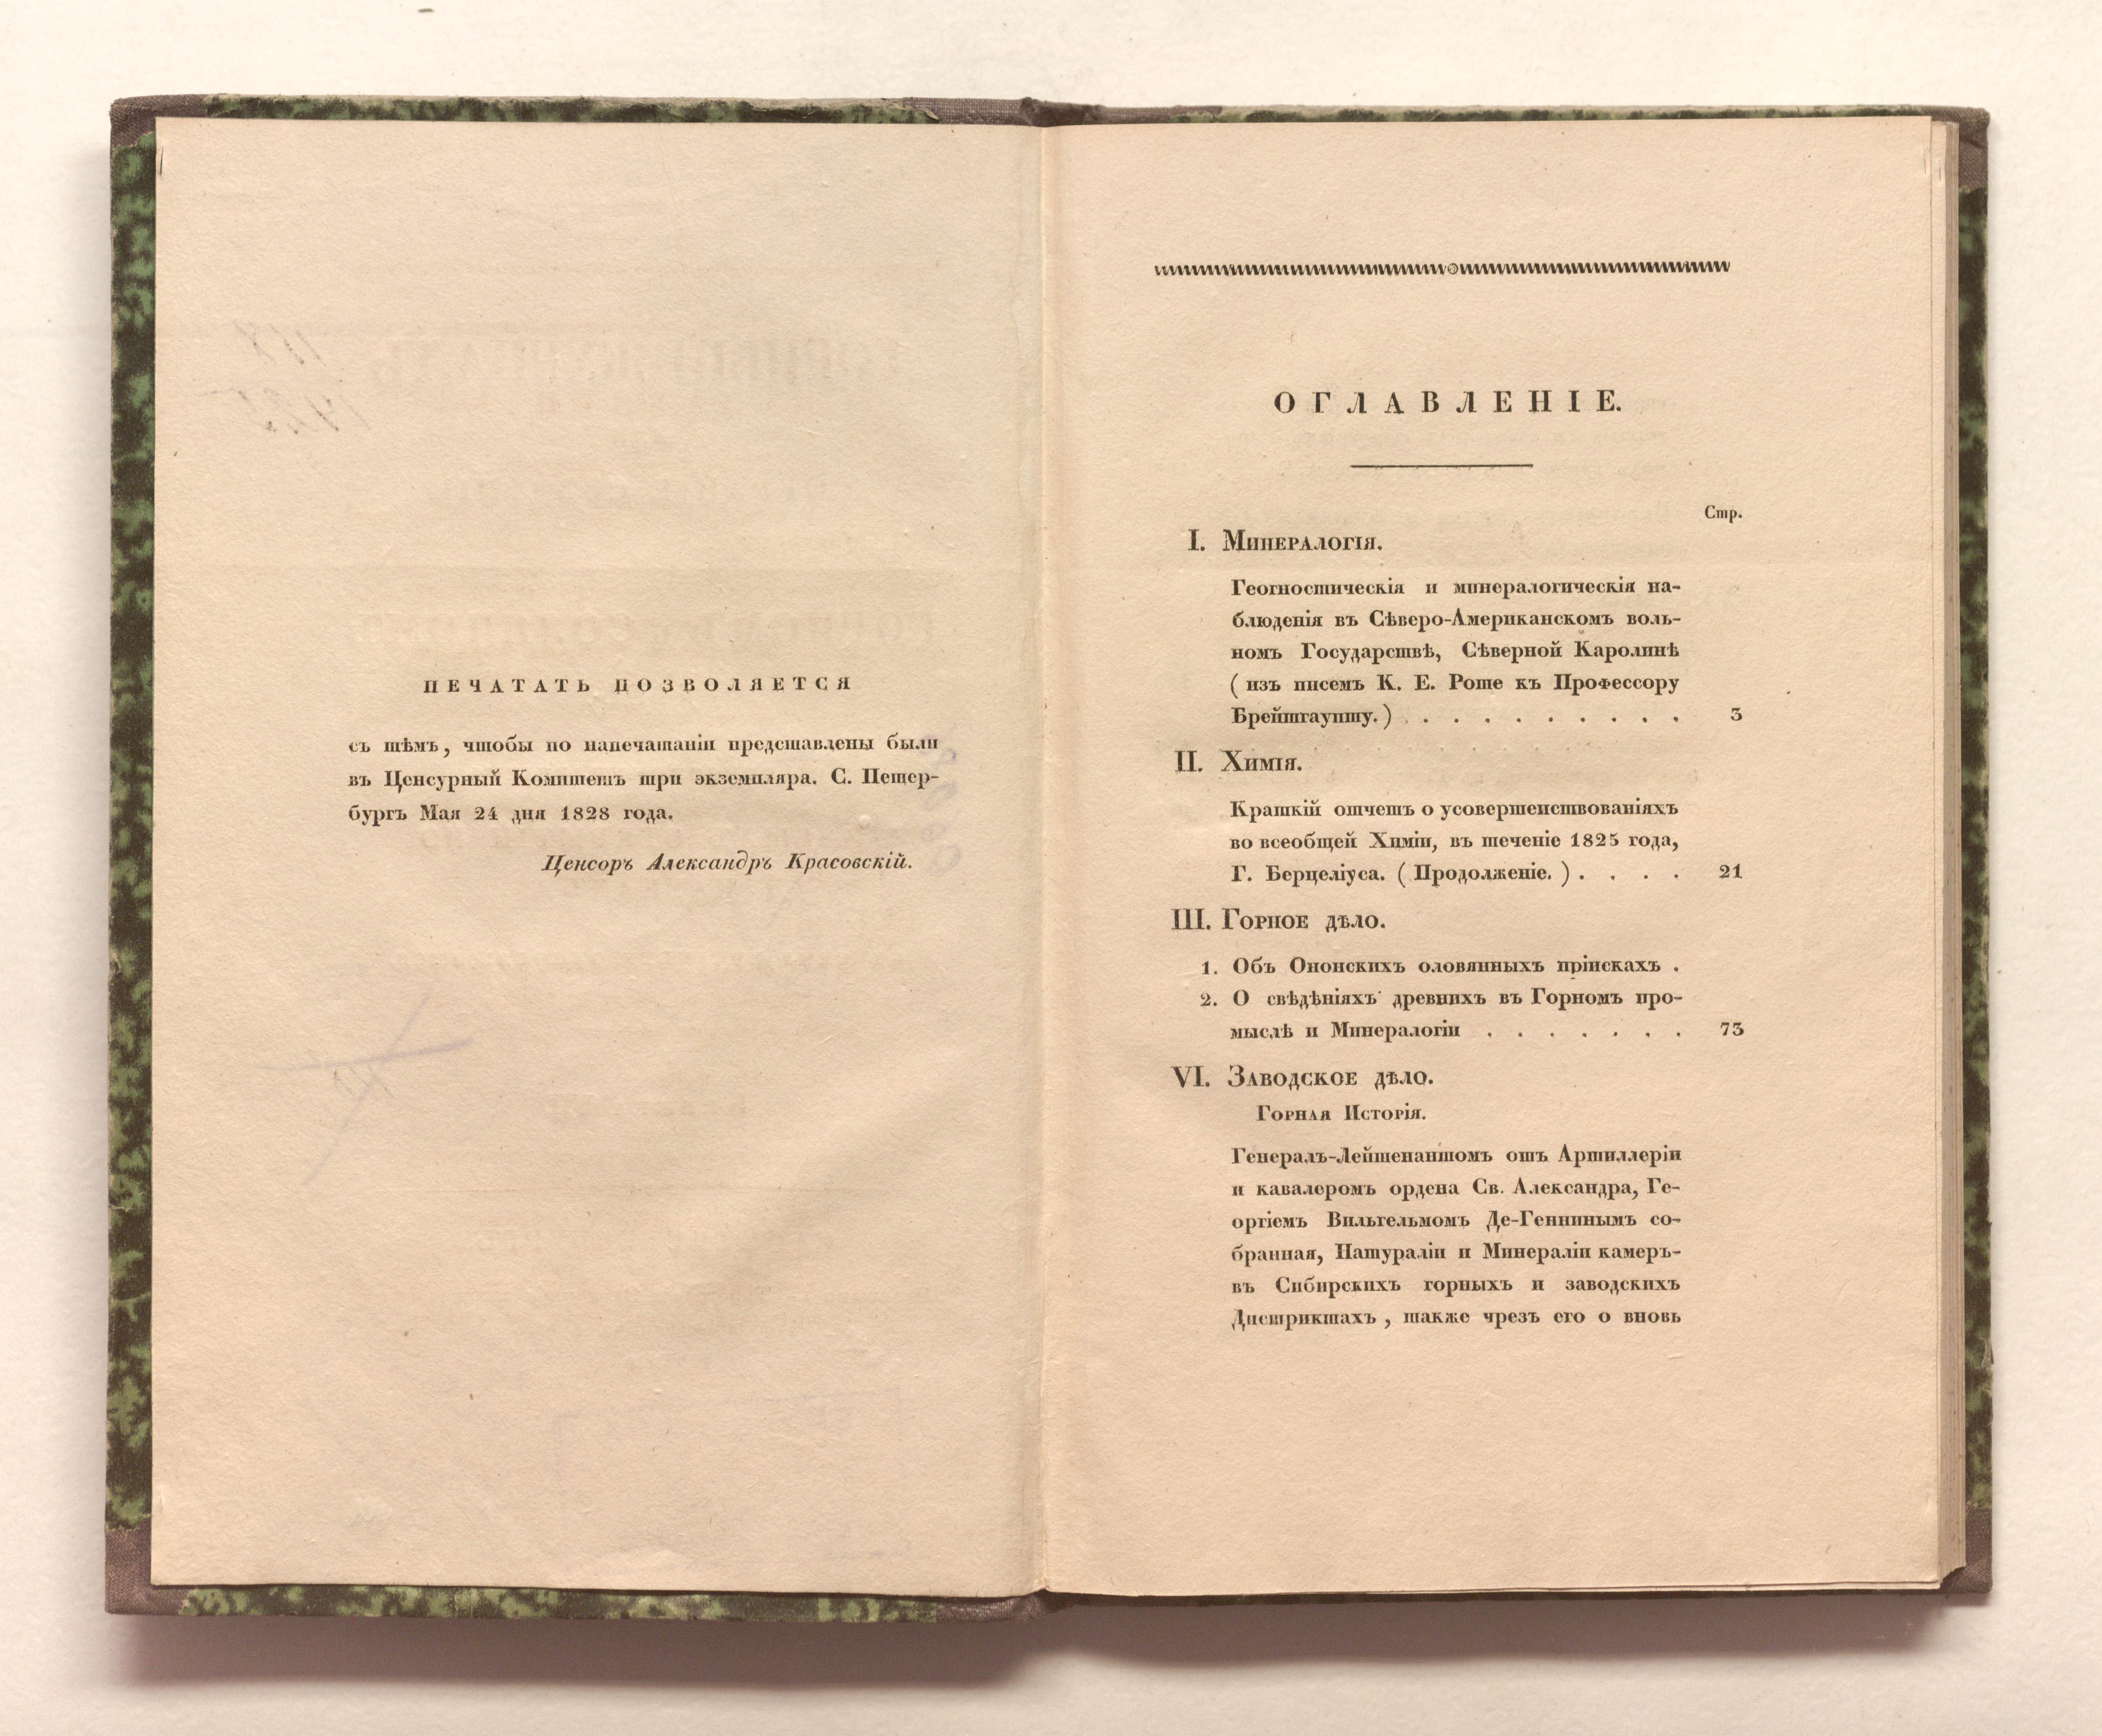 ПЕЧАТАТЬ ПОЗВОЛЯЕТСЯ
съ тѣмъ, чтобы по напечатаніи представлены были
въ Ценсурный Комитетъ три экземпляра. С. Петер-
бургъ Мая 24 дня 1828 года.
Ценсоръ Александръ Красовскій.
ОГЛАВЛЕНІЕ.
Стр.
I. Минералогія.
Геогностическія и минералогическія на-
блюденія въ Сѣверо-Американскомъ воль-
номъ Государствѣ, Сѣверной Каролинѣ
(изъ писемъ К. Е. Роте къ Профессору
Брейтгаупту.) . . . . . . . . . 3
II. Химія.
Краткій отчетъ о усовершенствованіяхъ
во всеобщей Химіи, въ теченіе 1825 года,
Г. Берцеліуса. (Продолженіе.) . . . . 21
III. Горное дѣло.
1. Объ Ононскихъ оловянныхъ пріискахъ .
2. О свѣдѣніяхъ древнихъ въ Горномъ про-
мыслѣ и Минералогіи . . . . . . . 73
VI. Заводское дѣло.
Горная Исторія.
Генералъ-Лейтенантомъ отъ Артиллеріи
и кавалеромъ ордена Св. Александра, Ге-
оргіемъ Вильгельмомъ Де-Геннинымъ со-
бранная, Натураліи и Минераліи камеръ-
въ Сибирскихъ горныхъ и заводскихъ
Дистриктахъ, также чрезъ его о вновь